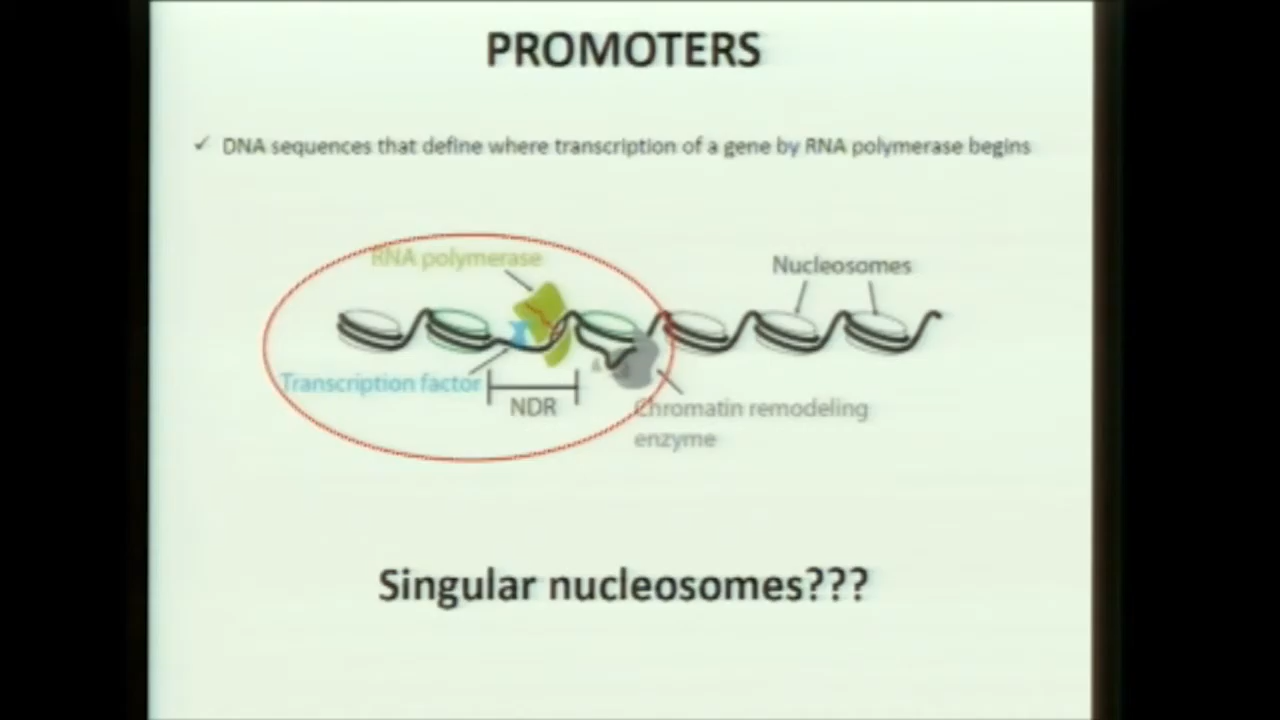 PROMOTERS
✓ DNA sequences that define where transcription of a gene by RNA polymerase begins
RNA polymerase
Nucleosomes
Transcription factor
NDR
Chromatin remodeling
enzyme
Singular nucleosomes???